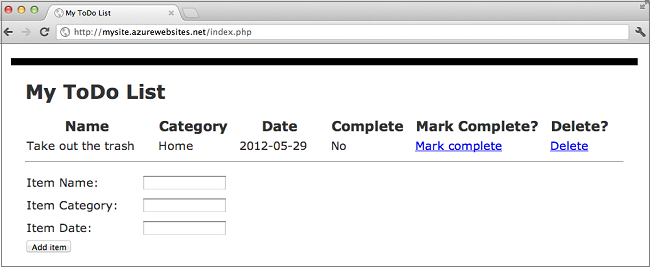 My ToDo List
http://mysite.azurewebsites.net/index.php
My ToDo List
Name Category Date Complete Mark Complete? Delete?
Take out the trash Home 2012-05-29 No Mark complete Delete
Item Name:
Item Category:
Item Date:
Add item